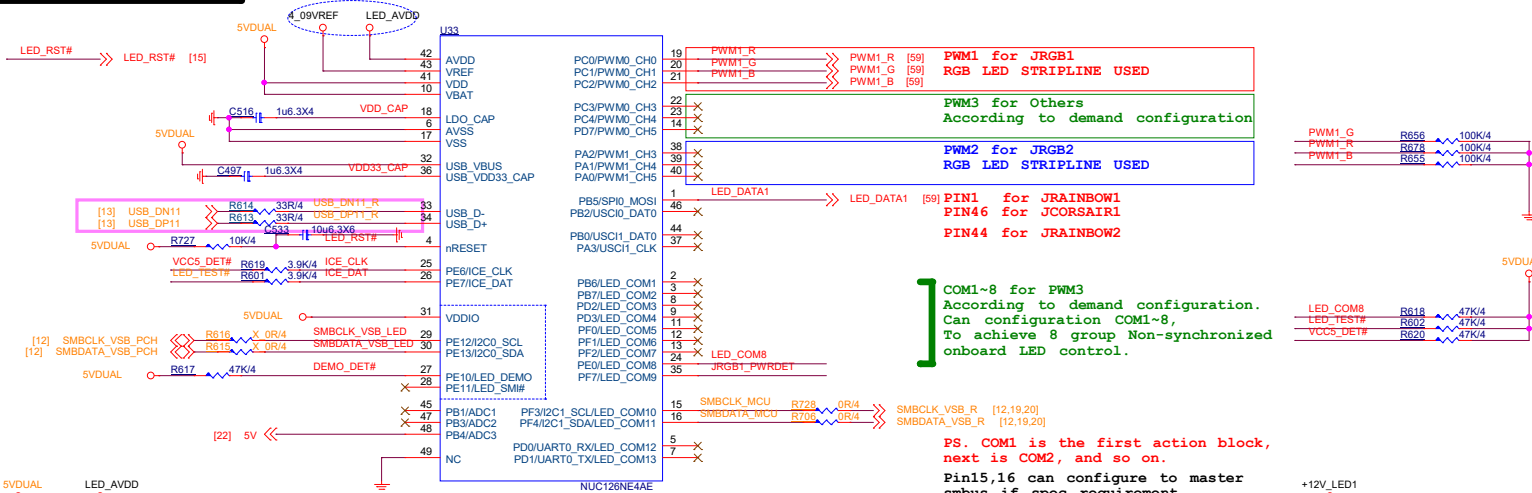 4_09VREF LED_AVDD
5VDUAL
U33
LED_RST# LED_RST# [15]
42 AVDD
43 VREF
41 VDD
10 VBAT
C516 1u6.3X4 VDD_CAP 18 LDO_CAP
6 AVSS
17 VSS
5VDUAL
32 USB_VBUS
C497 1u6.3X4 VDD33_CAP 36 USB_VDD33_CAP
[13] USB_DN11 R614 33R/4 USB_DN11_R 33 USB_D-
[13] USB_DP11 R613 33R/4 USB_DP11_R 34 USB_D+
C533 10u6.3X6
5VDUAL R727 10K/4 LED_RST# 4 nRESET
VCC5_DET# R619 3.9K/4 ICE_CLK 25 PE6/ICE_CLK
LED_TEST# R601 3.9K/4 ICE_DAT 26 PE7/ICE_DAT
5VDUAL 31 VDDIO
[12] SMBCLK_VSB_PCH R616 X_0R/4 SMBCLK_VSB_LED 29 PE12/I2C0_SCL
[12] SMBDATA_VSB_PCH R615 X_0R/4 SMBDATA_VSB_LED 30 PE13/I2C0_SDA
5VDUAL R617 47K/4 DEMO_DET# 27 PE10/LED_DEMO
28 PE11/LED_SMI#
45 PB1/ADC1
47 PB3/ADC2
[22] 5V 48 PB4/ADC3
49 NC
PC0/PWM0_CH0 19 PWM1_R PWM1_R [59]
PC1/PWM0_CH1 20 PWM1_G PWM1_G [59]
PC2/PWM0_CH2 21 PWM1_B PWM1_B [59]
PWM1 for JRGB1
RGB LED STRIPLINE USED
PC3/PWM0_CH3 22
PC4/PWM0_CH4 23
PD7/PWM0_CH5 14
PWM3 for Others
According to demand configuration
PA2/PWM1_CH3 38
PA1/PWM1_CH4 39
PA0/PWM1_CH5 40
PWM2 for JRGB2
RGB LED STRIPLINE USED
PB5/SPI0_MOSI 1 LED_DATA1 LED_DATA1 [59]
PB2/USCI0_DAT0 46
PB0/USCI1_DAT0 44
PA3/USCI1_CLK 37
PIN1 for JRAINBOW1
PIN46 for JCORSAIR1
PIN44 for JRAINBOW2
PB6/LED_COM1 2
PB7/LED_COM2 3
PD2/LED_COM3 8
PD3/LED_COM4 9
PF0/LED_COM5 11
PF1/LED_COM6 12
PF2/LED_COM7 13
PE0/LED_COM8 24 LED_COM8
PF7/LED_COM9 35 JRGB1_PWRDET
COM1~8 for PWM3
According to demand configuration.
Can configuration COM1~8,
To achieve 8 group Non-synchronized
onboard LED control.
PF3/I2C1_SCL/LED_COM10 15 SMBCLK_MCU R728 0R/4 SMBCLK_VSB_R [12,19,20]
PF4/I2C1_SDA/LED_COM11 16 SMBDATA_MCU R706 0R/4 SMBDATA_VSB_R [12,19,20]
PD0/UART0_RX/LED_COM12 5
PD1/UART0_TX/LED_COM13 7
NUC126NE4AE
PS. COM1 is the first action block,
next is COM2, and so on.
Pin15,16 can configure to master
smbus if spec requirement
PWM1_G R656 100K/4
PWM1_R R678 100K/4
PWM1_B R655 100K/4
5VDUA
LED_COM8 R618 47K/4
LED_TEST# R602 47K/4
VCC5_DET# R620 47K/4
5VDUAL LED_AVDD
+12V_LED1